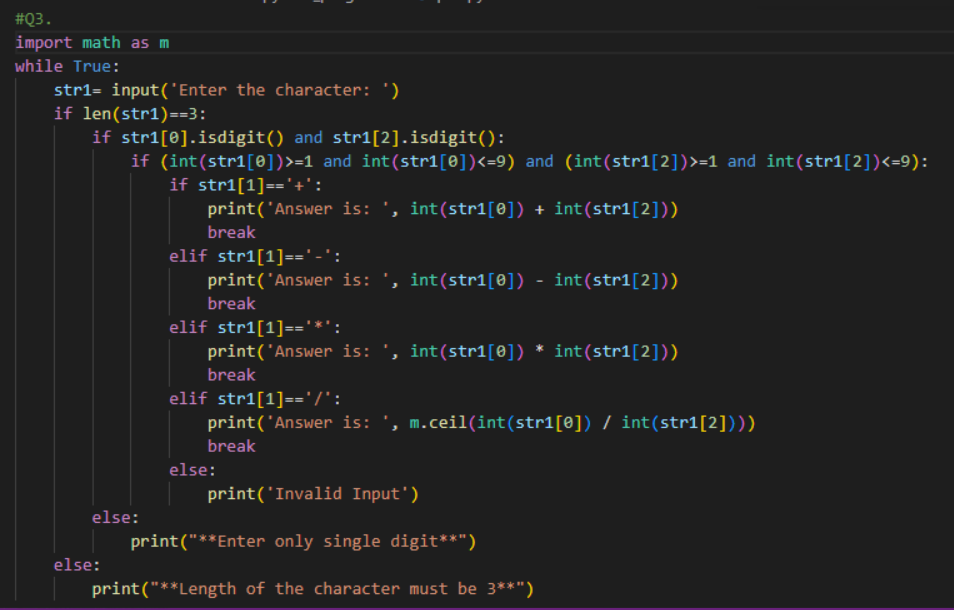 #Q3.
import math as m
while True:
    str1= input('Enter the character: ')
    if len(str1)==3:
        if str1[0].isdigit() and str1[2].isdigit():
            if (int(str1[0])>=1 and int(str1[0])<=9) and (int(str1[2])>=1 and int(str1[2])<=9):
                if str1[1]=='+':
                    print('Answer is: ', int(str1[0]) + int(str1[2]))
                    break
                elif str1[1]=='-':
                    print('Answer is: ', int(str1[0]) - int(str1[2]))
                    break
                elif str1[1]=='*':
                    print('Answer is: ', int(str1[0]) * int(str1[2]))
                    break
                elif str1[1]=='/':
                    print('Answer is: ', m.ceil(int(str1[0]) / int(str1[2])))
                    break
                else:
                    print('Invalid Input')
        else:
            print("**Enter only single digit**")
    else:
        print("**Length of the character must be 3**")